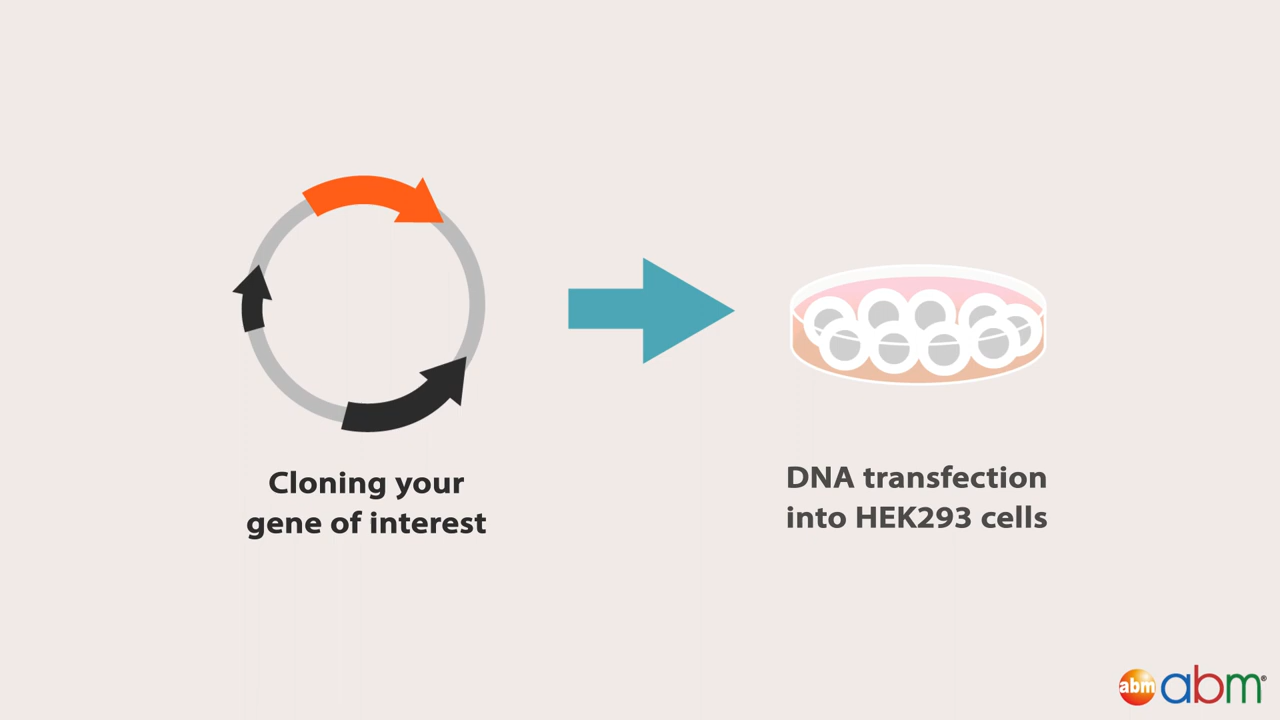 Cloning your
gene of interest
DNA transfection
into HEK293 cells
abm abm®